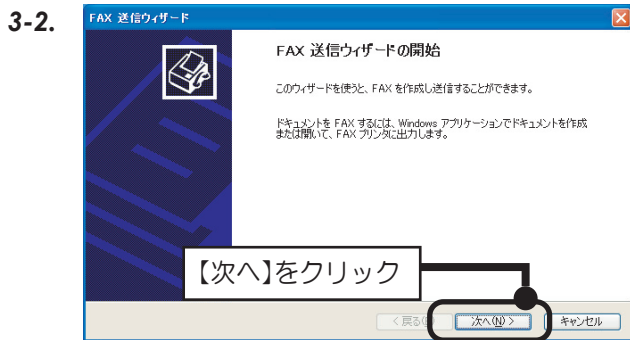 3-2.
FAX 送信ウィザード
FAX 送信ウィザードの開始
このウィザードを使うと、FAX を作成し送信することができます。
ドキュメントを FAX するには、Windows アプリケーションでドキュメントを作成
または開いて、FAX プリンタに出力します。
【次へ】をクリック
< 戻る
次へ(N) >
キャンセル